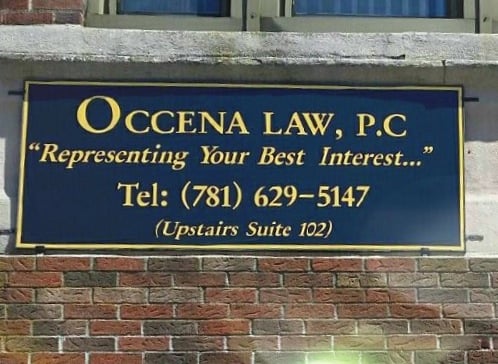 OCCENA LAW, P.C
“Representing Your Best Interest...”
Tel: (781) 629-5147
(Upstairs Suite 102)